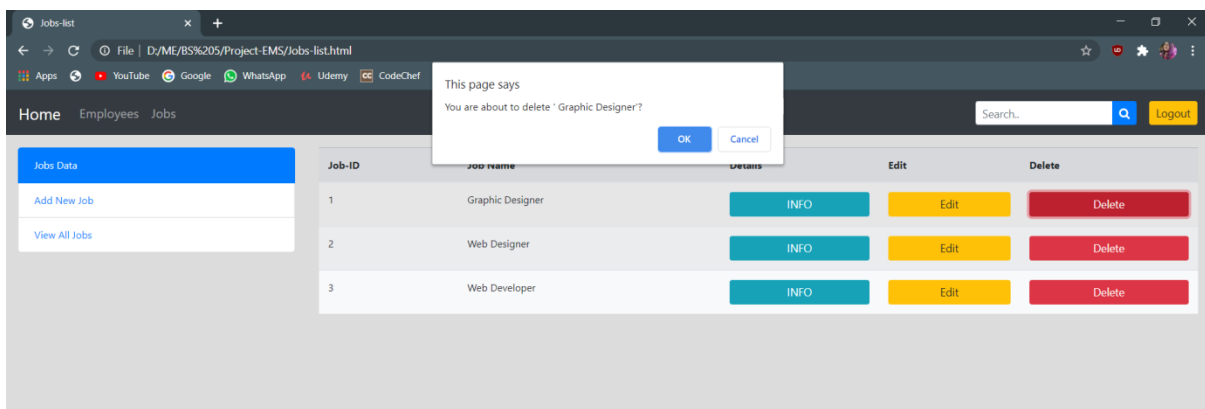 Jobs-list
File | D:/ME/BS%205/Project-EMS/Jobs-list.html
Apps YouTube Google WhatsApp Udemy CC CodeChef
This page says
You are about to delete ' Graphic Designer'?
OK Cancel
Home Employees Jobs Search.. Logout
Jobs Data
Add New Job
View All Jobs
Job-ID Job Name Details Edit Delete
1 Graphic Designer INFO Edit Delete
2 Web Designer INFO Edit Delete
3 Web Developer INFO Edit Delete